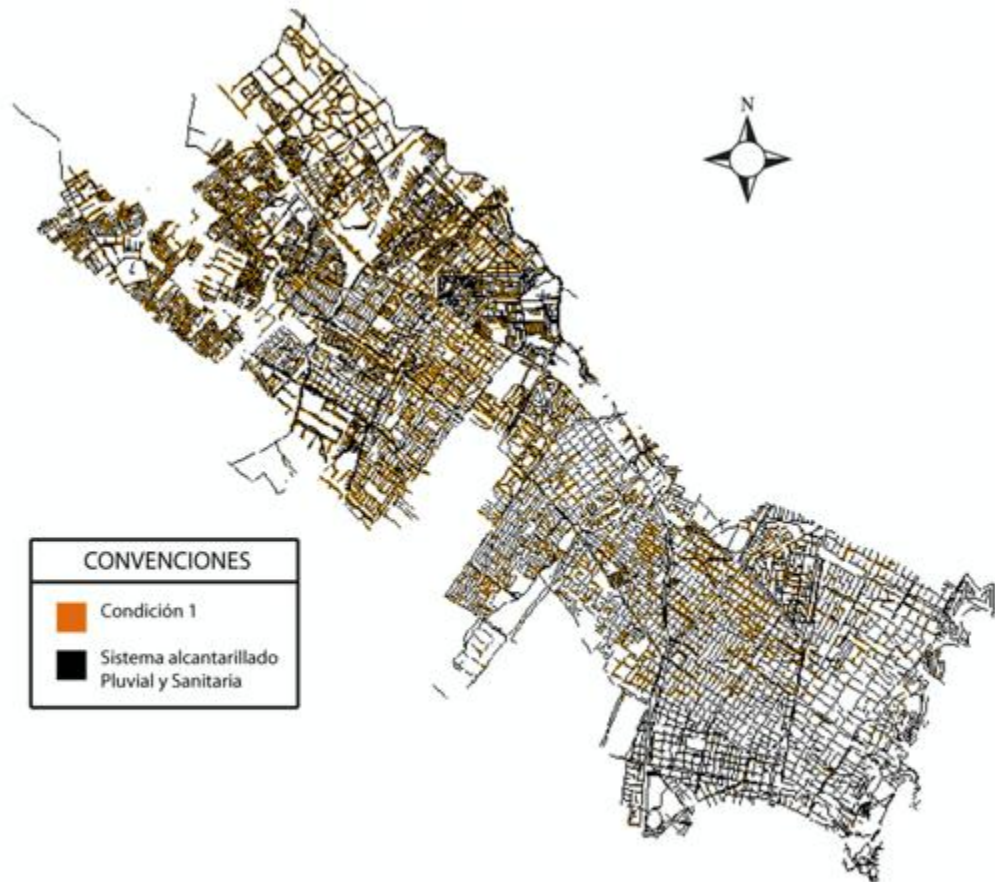 N
CONVENCIONES
Condición 1
Sistema alcantarillado
Pluvial y Sanitaria